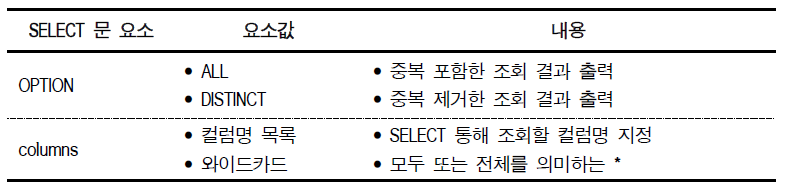 SELECT 문 요소 요소값 내용
OPTION
• ALL • 중복 포함한 조회 결과 출력
• DISTINCT • 중복 제거한 조회 결과 출력
columns
• 컬럼명 목록 • SELECT 통해 조회할 컬럼명 지정
• 와이드카드 • 모두 또는 전체를 의미하는 *